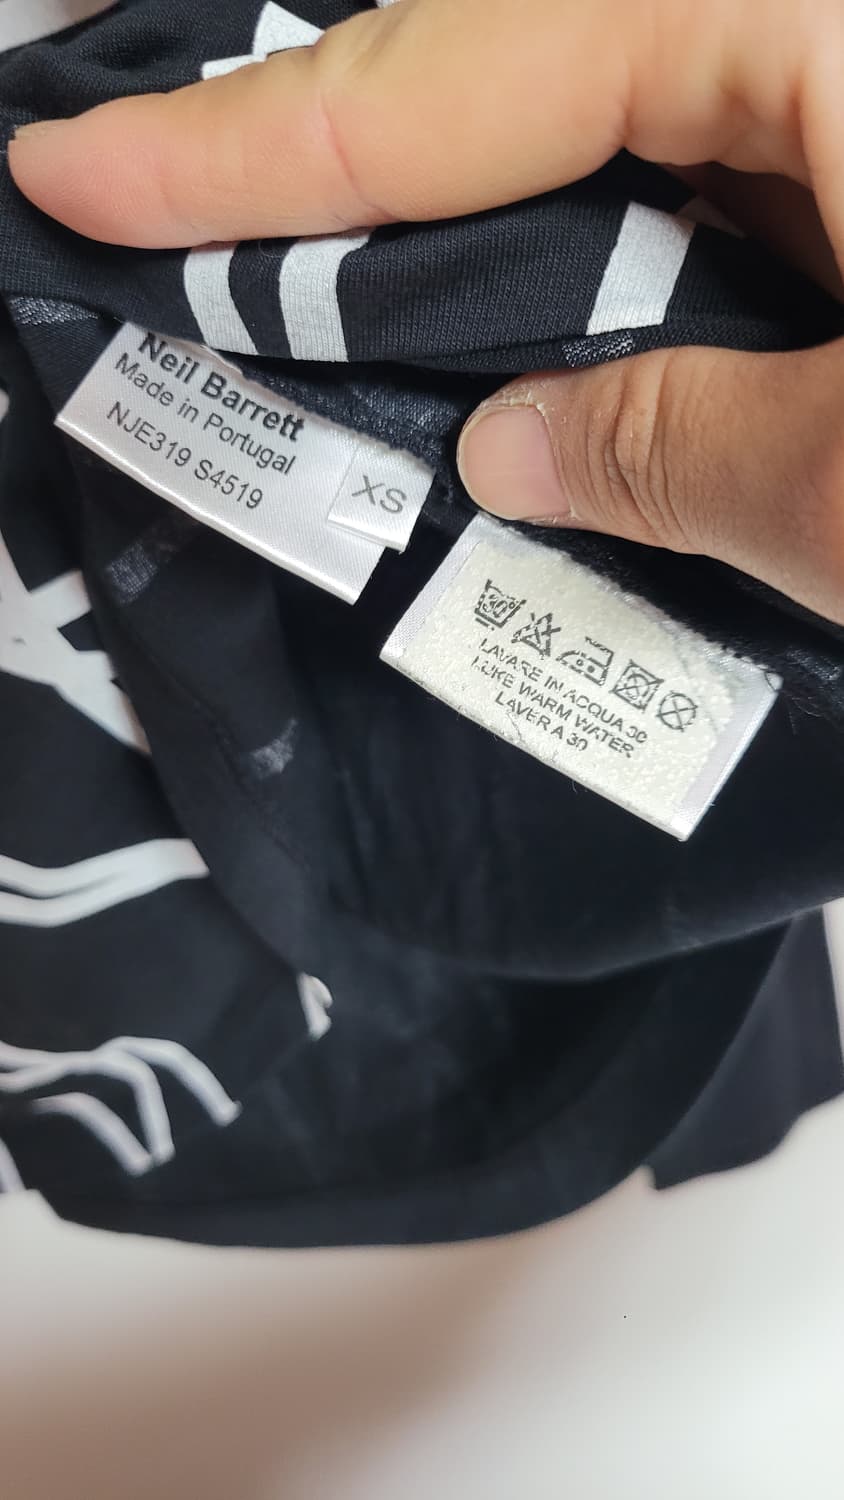 Neil Barrett
Made in Portugal
NJE319 S4519
XS
30
LAVARE IN ACQUA 30
LUKE WARM WATER
LAVER A 30